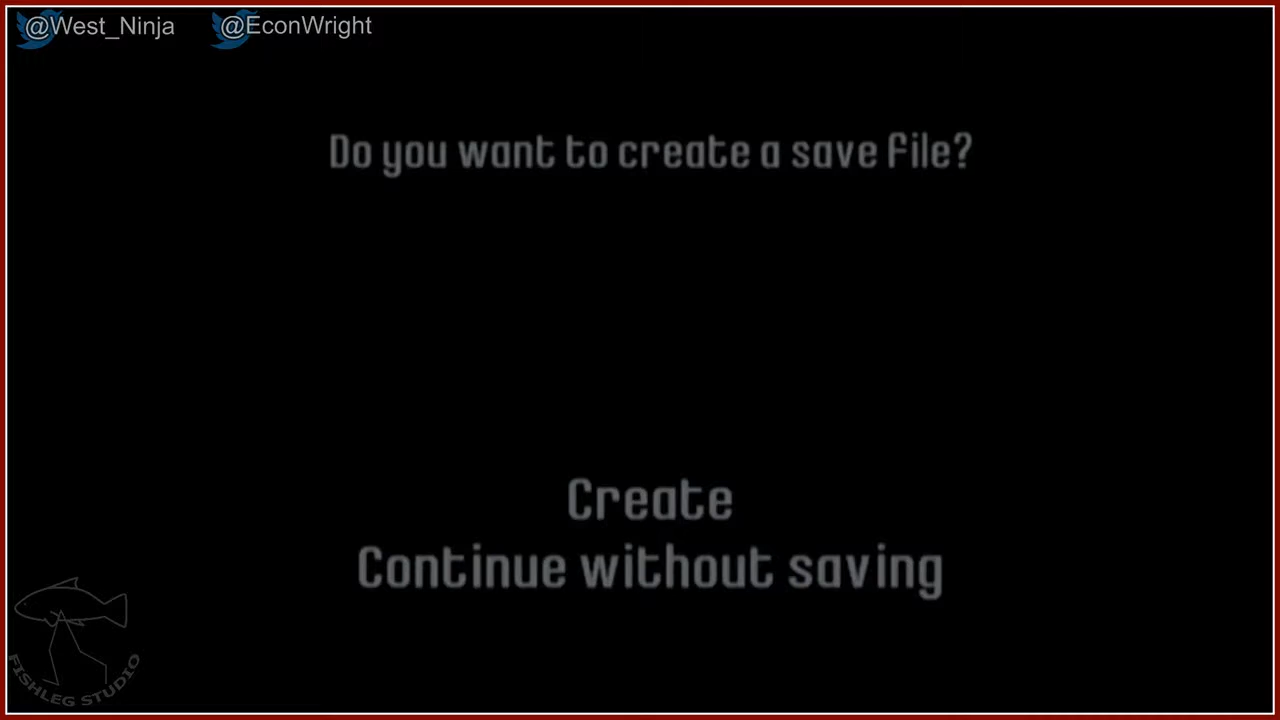 @West_Ninja @EconWright
Do you want to create a save file?
Create
Continue without saving
FISHLEG STUDIO